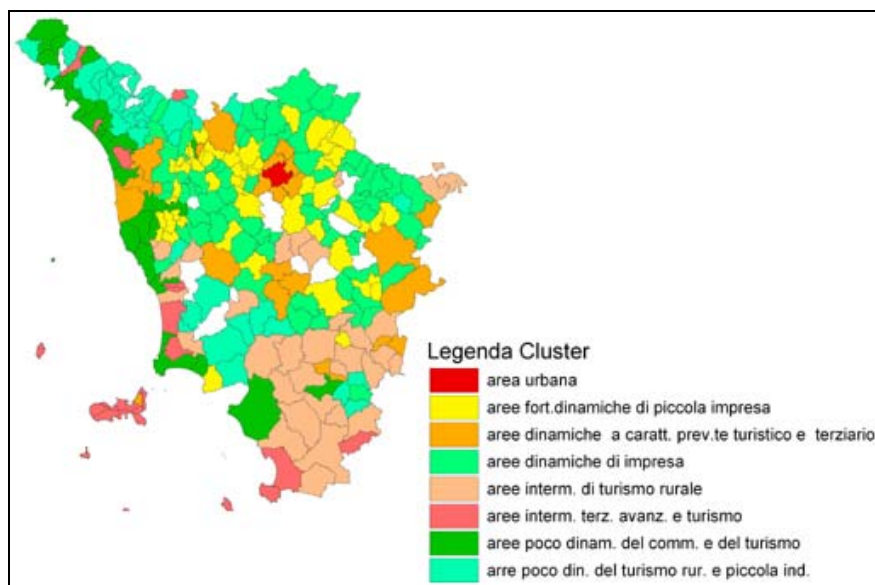 Legenda Cluster
area urbana
aree fort.dinamiche di piccola impresa
aree dinamiche a caratt. prev.te turistico e terziario
aree dinamiche di impresa
aree interm. di turismo rurale
aree interm. terz. avanz. e turismo
aree poco dinam. del comm. e del turismo
arre poco din. del turismo rur. e piccola ind.